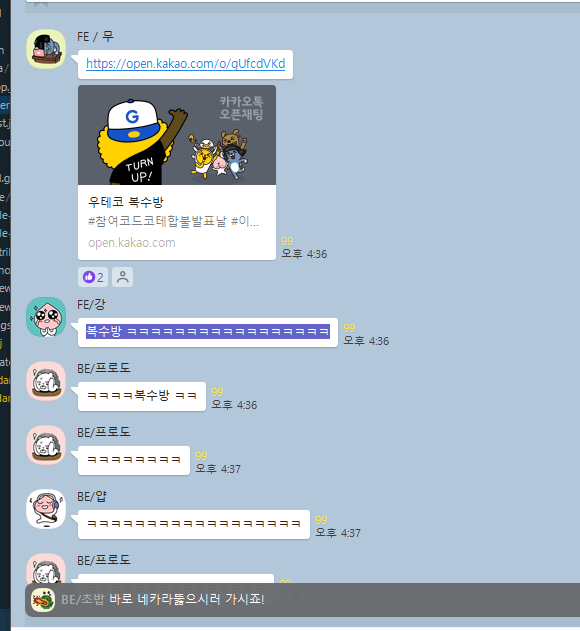 FE / 무
https://open.kakao.com/o/gUfcdVKd
카카오톡
오픈채팅
G
TURN
UP!
우테코 복수방
#참여코드코테합불발표날 #이...
open.kakao.com
99
오후 4:36
2
FE/강
복수방 ㅋㅋㅋㅋㅋㅋㅋㅋㅋㅋㅋㅋㅋㅋㅋㅋㅋ
99
오후 4:36
BE/프로도
ㅋㅋㅋㅋ복수방 ㅋㅋ
99
오후 4:36
BE/프로도
ㅋㅋㅋㅋㅋㅋㅋㅋ
99
오후 4:37
BE/얍
ㅋㅋㅋㅋㅋㅋㅋㅋㅋㅋㅋㅋㅋㅋㅋㅋㅋㅋ
99
오후 4:37
BE/프로도
99
BE/초밥 바로 네카라뚫으시러 가시죠!